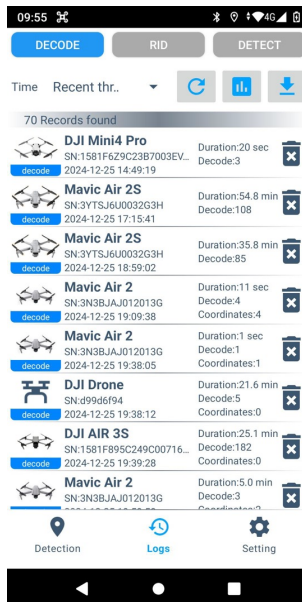 09:55 4G
DECODE RID DETECT
Time Recent thr..
70 Records found
DJI Mini4 Pro
SN:1581F6Z9C23B7003EV...
2024-12-25 14:49:19
Duration:20 sec
Decode:3
decode
Mavic Air 2S
SN:3YTSJ6U0032G3H
2024-12-25 17:15:41
Duration:54.8 min
Decode:108
decode
Mavic Air 2S
SN:3YTSJ6U0032G3H
2024-12-25 18:59:02
Duration:35.8 min
Decode:85
decode
Mavic Air 2
SN:3N3BJAJ012013G
2024-12-25 19:09:38
Duration:11 sec
Decode:4
Coordinates:4
decode
Mavic Air 2
SN:3N3BJAJ012013G
2024-12-25 19:38:05
Duration:1 sec
Decode:1
Coordinates:1
decode
DJI Drone
SN:d99d6f94
2024-12-25 19:38:12
Duration:21.6 min
Decode:5
Coordinates:0
decode
DJI AIR 3S
SN:1581F895C249C00716...
2024-12-25 19:39:28
Duration:25.1 min
Decode:182
Coordinates:0
decode
Mavic Air 2
SN:3N3BJAJ012013G
Duration:5.0 min
Decode:3
Detection Logs Setting